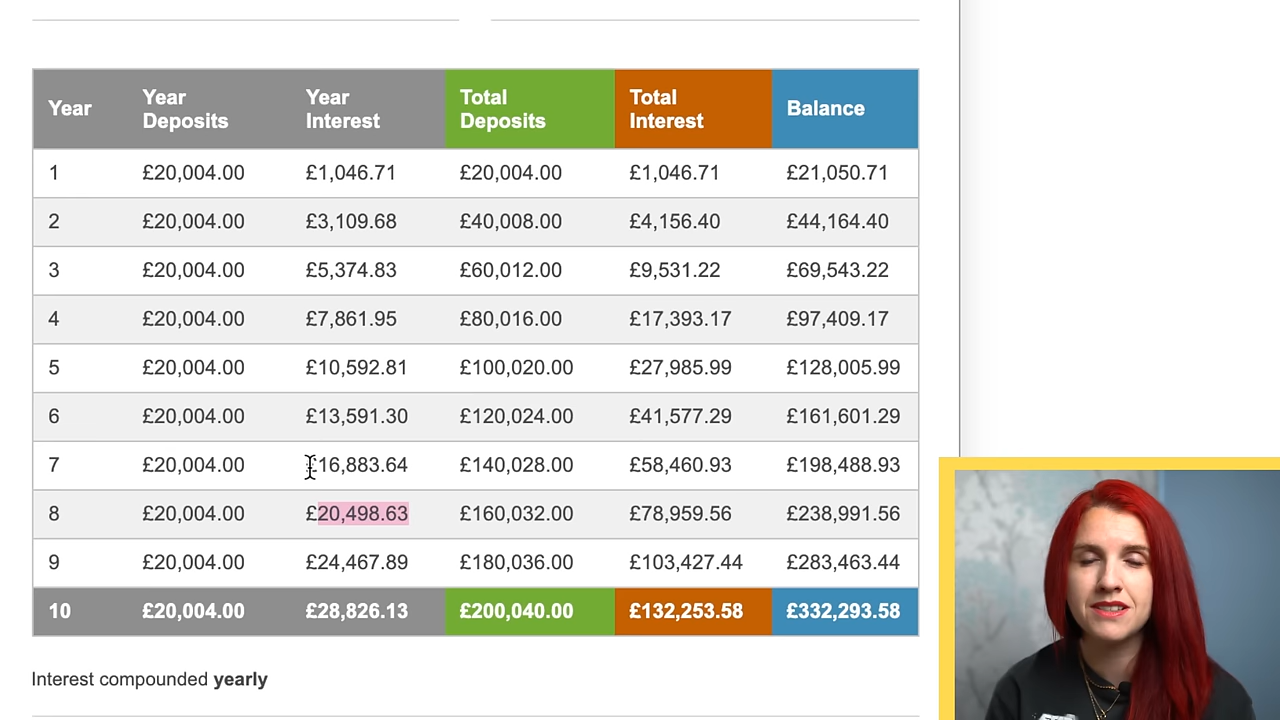 Year Year Deposits Year Interest Total Deposits Total Interest Balance
1 £20,004.00 £1,046.71 £20,004.00 £1,046.71 £21,050.71
2 £20,004.00 £3,109.68 £40,008.00 £4,156.40 £44,164.40
3 £20,004.00 £5,374.83 £60,012.00 £9,531.22 £69,543.22
4 £20,004.00 £7,861.95 £80,016.00 £17,393.17 £97,409.17
5 £20,004.00 £10,592.81 £100,020.00 £27,985.99 £128,005.99
6 £20,004.00 £13,591.30 £120,024.00 £41,577.29 £161,601.29
7 £20,004.00 £16,883.64 £140,028.00 £58,460.93 £198,488.93
8 £20,004.00 £20,498.63 £160,032.00 £78,959.56 £238,991.56
9 £20,004.00 £24,467.89 £180,036.00 £103,427.44 £283,463.44
10 £20,004.00 £28,826.13 £200,040.00 £132,253.58 £332,293.58
Interest compounded yearly